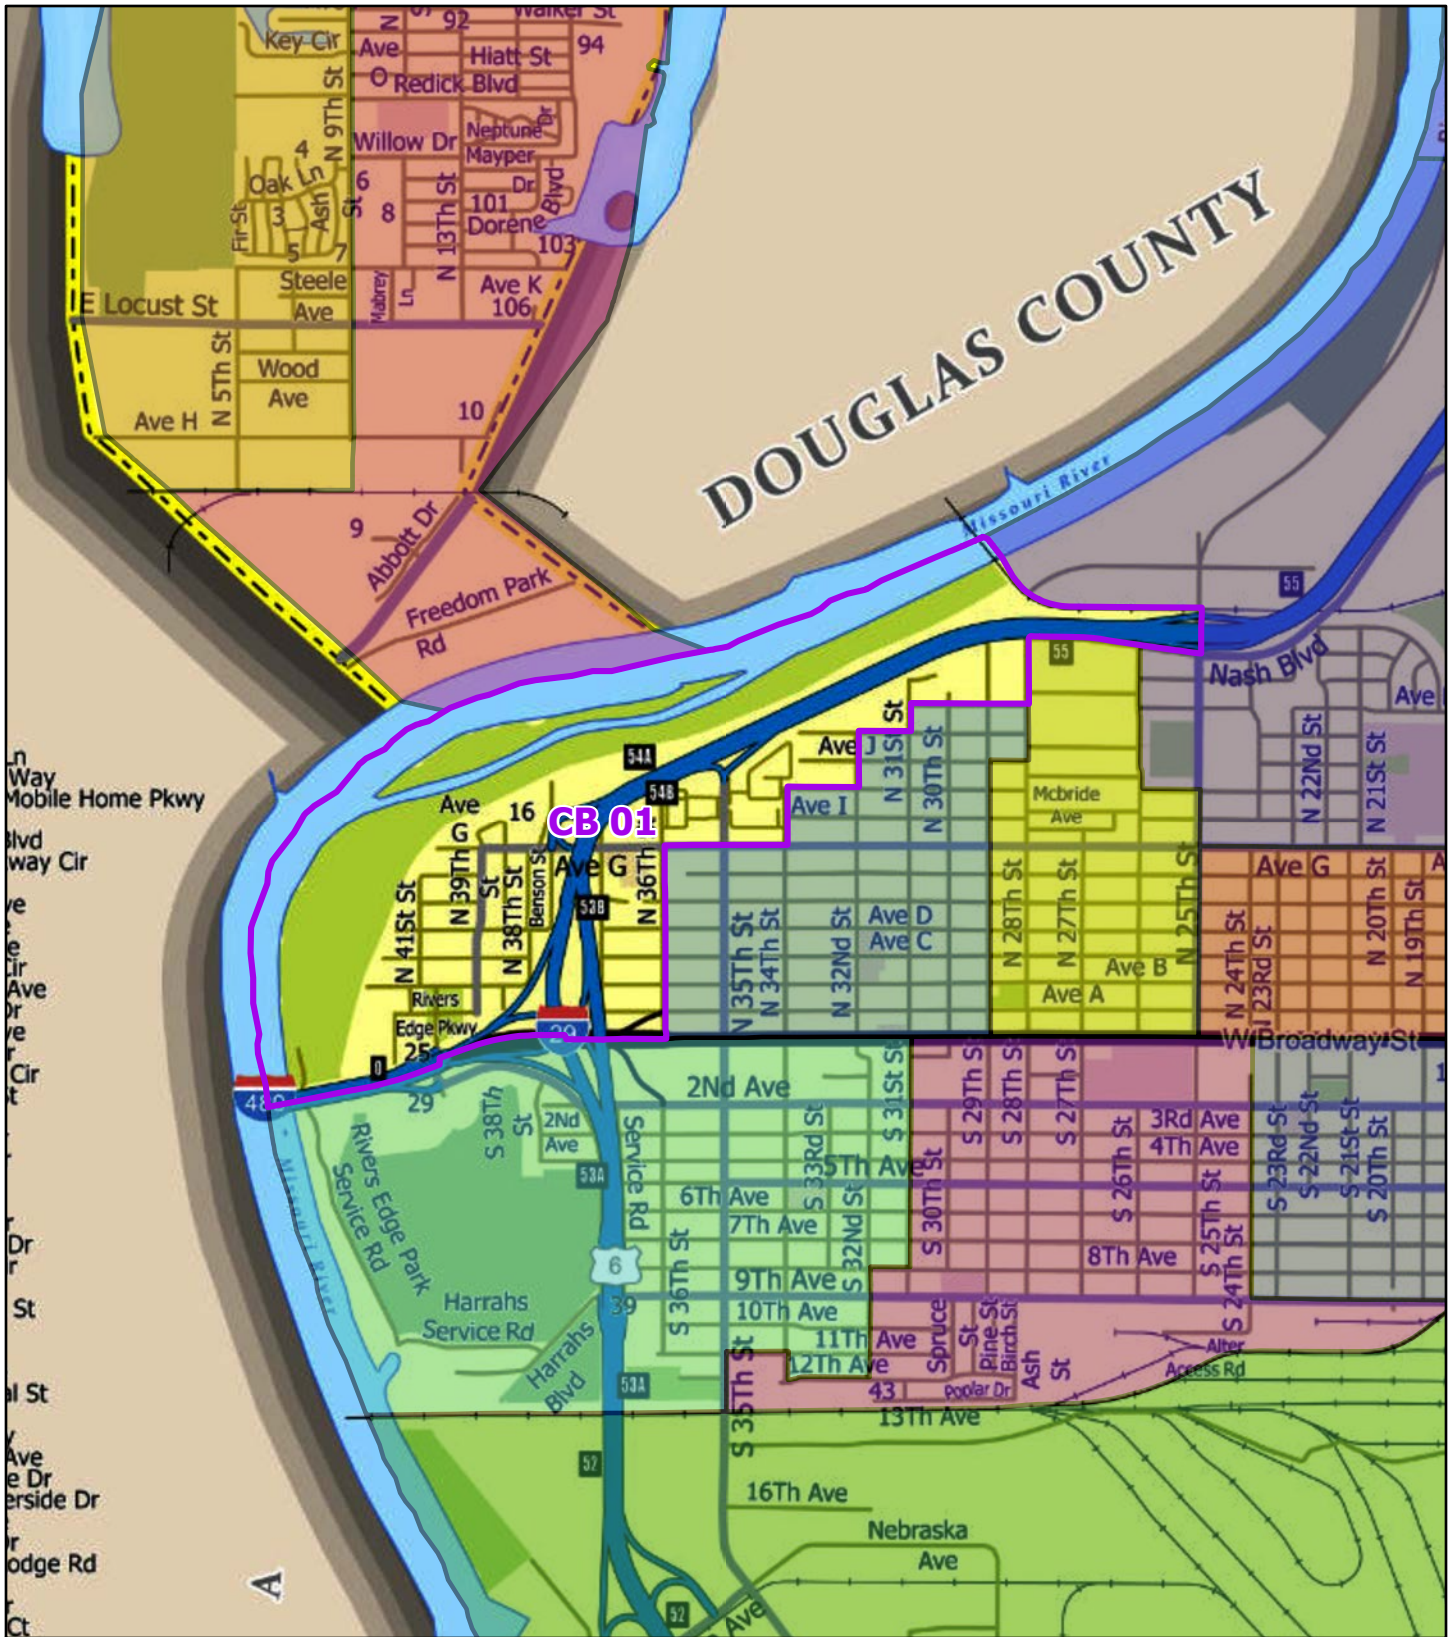 92
Walker St
94
Key Cir
Ave
Hiatt St
O
Redick Blvd
N 9Th St
Willow Dr
Neptune Dr
Mayper
4
Oak Ln
6
St
Dr
Blvd
Fir St
3
Ash
8
N 13Th St
101
Dorene
103
5
7
Steele
Ave
Mabrey
Ln
Ave K
106
E Locust St
N 5Th St
Wood
Ave
Ave H
10
DOUGLAS COUNTY
Missouri River
9
Abbott Dr
Freedom Park
Rd
55
55
Nash Blvd
Ave
Ln
Way
Mobile Home Pkwy
Blvd
way Cir
54A
54B
Ave J
N 31St St
N 30Th St
N 22Nd St
N 21St St
Ave
G
16
CB 01
Ave I
Mcbride
Ave
Ave G
53B
N 41St St
N 39Th
St
N 38Th St
Benson St
N 36Th
N 35Th St
N 34Th St
N 32Nd St
Ave D
Ave C
N 28Th St
N 27Th St
N 25Th St
Ave B
Ave A
Ave G
A
N 24Th St
N 23Rd St
N 20Th St
N 19Th St
Ave
Rivers
Edge Pkwy
25
29
0
W Broadway St
Cir
480
29
2Nd Ave
2Nd
Ave
S 38Th
St
Service Rd
S 33Rd St
S 31St St
5Th Ave
S 29Th St
S 28Th St
S 27Th St
3Rd Ave
4Th Ave
S 23Rd St
S 22Nd St
S 21St St
S 20Th St
Missouri River
Rivers Edge Park
Service Rd
53A
6Th Ave
7Th Ave
S 32Nd St
S 30Th St
S 26Th St
S 25Th St
8Th Ave
S 24Th St
6
S 36Th St
9Th Ave
39
10Th Ave
Dr
St
Harrahs
Service Rd
Harrahs
Blvd
53A
11Th Ave
12Th Ave
Spruce
St
Pine St
Birch St
Ash
St
Alter
Access Rd
43
Poplar Dr
S 35Th St
13Th Ave
al St
Ave
e Dr
erside Dr
52
16Th Ave
Nebraska
Ave
odge Rd
A
52
Ave
Ct